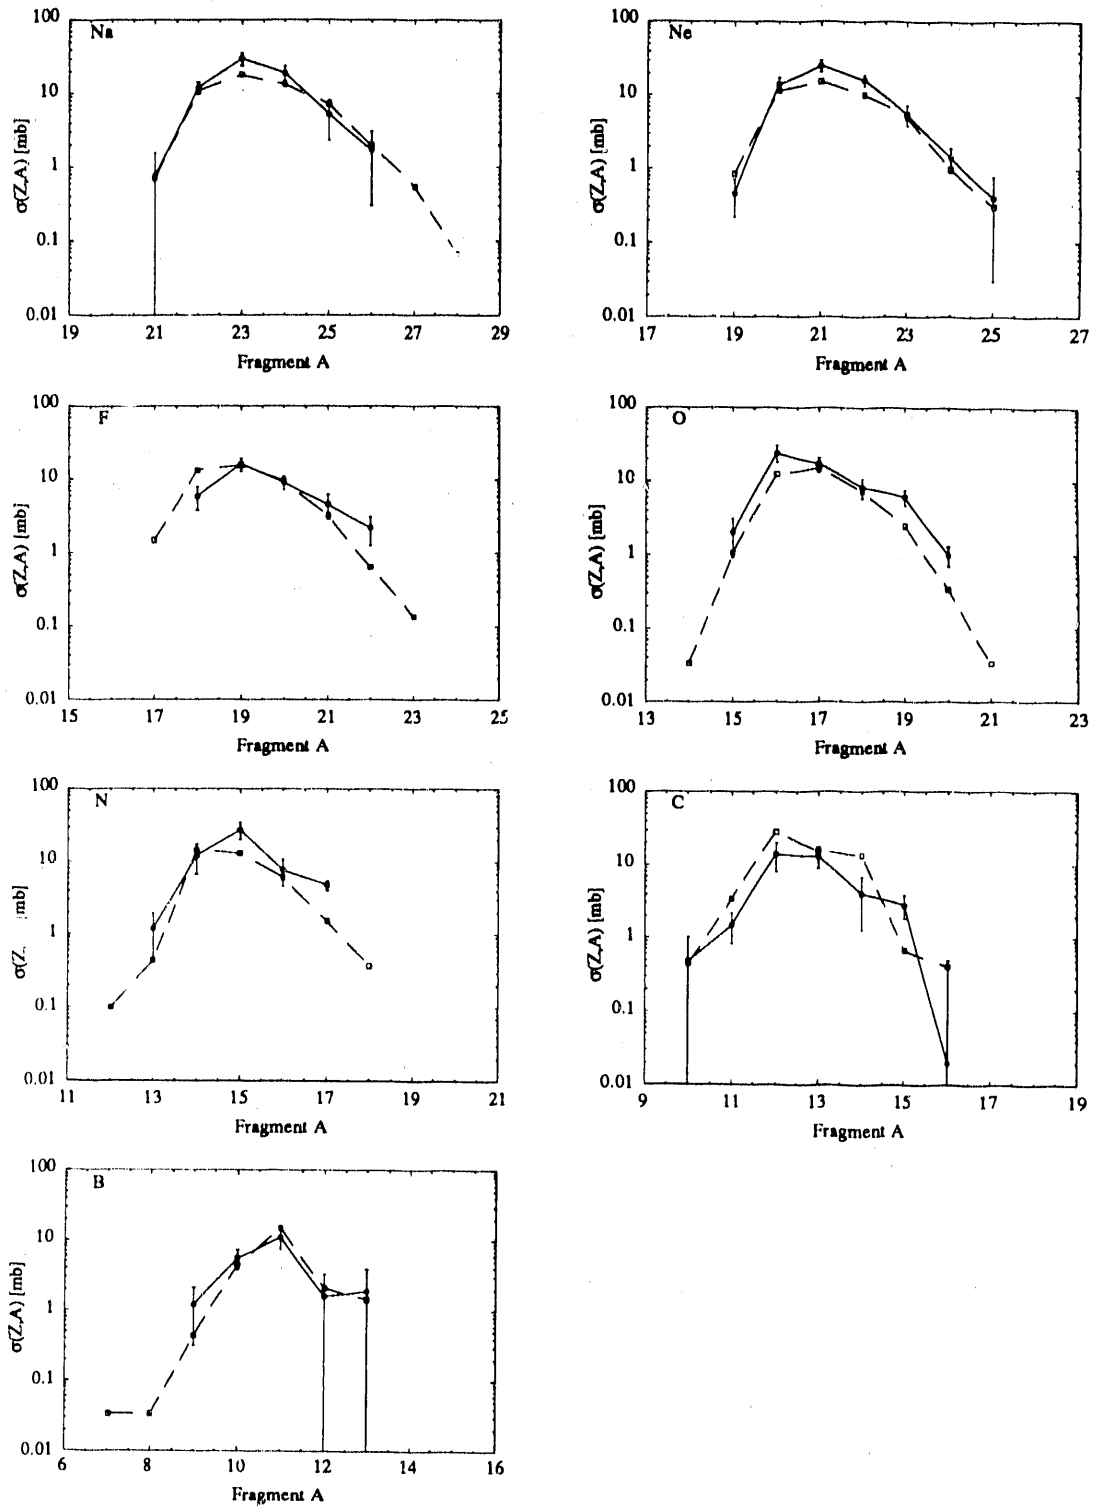 Na
σ(Z,A) [mb]
100
10
1
0.1
0.01
19 21 23 25 27 29
Fragment A
Ne
σ(Z,A) [mb]
100
10
1
0.1
0.01
17 19 21 23 25 27
Fragment A
F
σ(Z,A) [mb]
100
10
1
0.1
0.01
15 17 19 21 23 25
Fragment A
O
σ(Z,A) [mb]
100
10
1
0.1
0.01
13 15 17 19 21 23
Fragment A
N
σ(Z. mb]
100
10
1
0.1
0.01
11 13 15 17 19 21
Fragment A
C
σ(Z,A) [mb]
100
10
1
0.1
0.01
9 11 13 15 17 19
Fragment A
B
σ(Z,A) [mb]
100
10
1
0.1
0.01
6 8 10 12 14 16
Fragment A